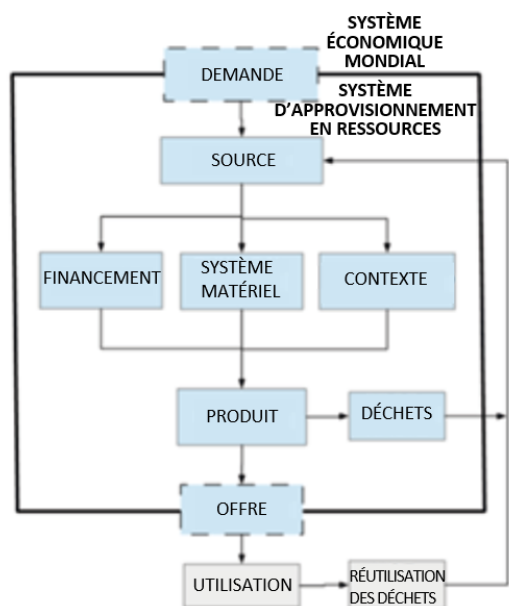 SYSTÈME
ÉCONOMIQUE
MONDIAL
DEMANDE
SYSTÈME
D'APPROVISIONNEMENT
EN RESSOURCES
SOURCE
FINANCEMENT
SYSTÈME
MATÉRIEL
CONTEXTE
PRODUIT
DÉCHETS
OFFRE
UTILISATION
RÉUTILISATION
DES DÉCHETS